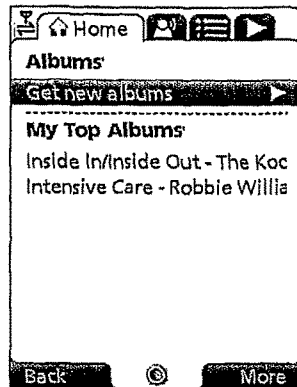 Home
Albums
Get new albums
My Top Albums
Inside In/Inside Out - The Koo
Intensive Care - Robbie Willia
Back
More